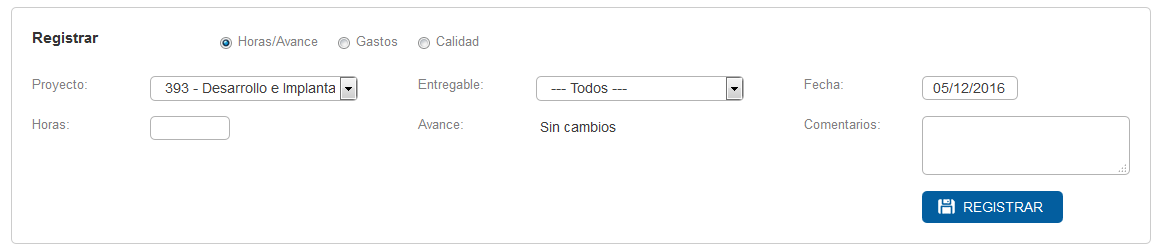 Registrar Horas/Avance Gastos Calidad
Proyecto: 393 - Desarrollo e Implanta Entregable: --- Todos --- Fecha: 05/12/2016
Horas: Avance: Sin cambios Comentarios:
REGISTRAR